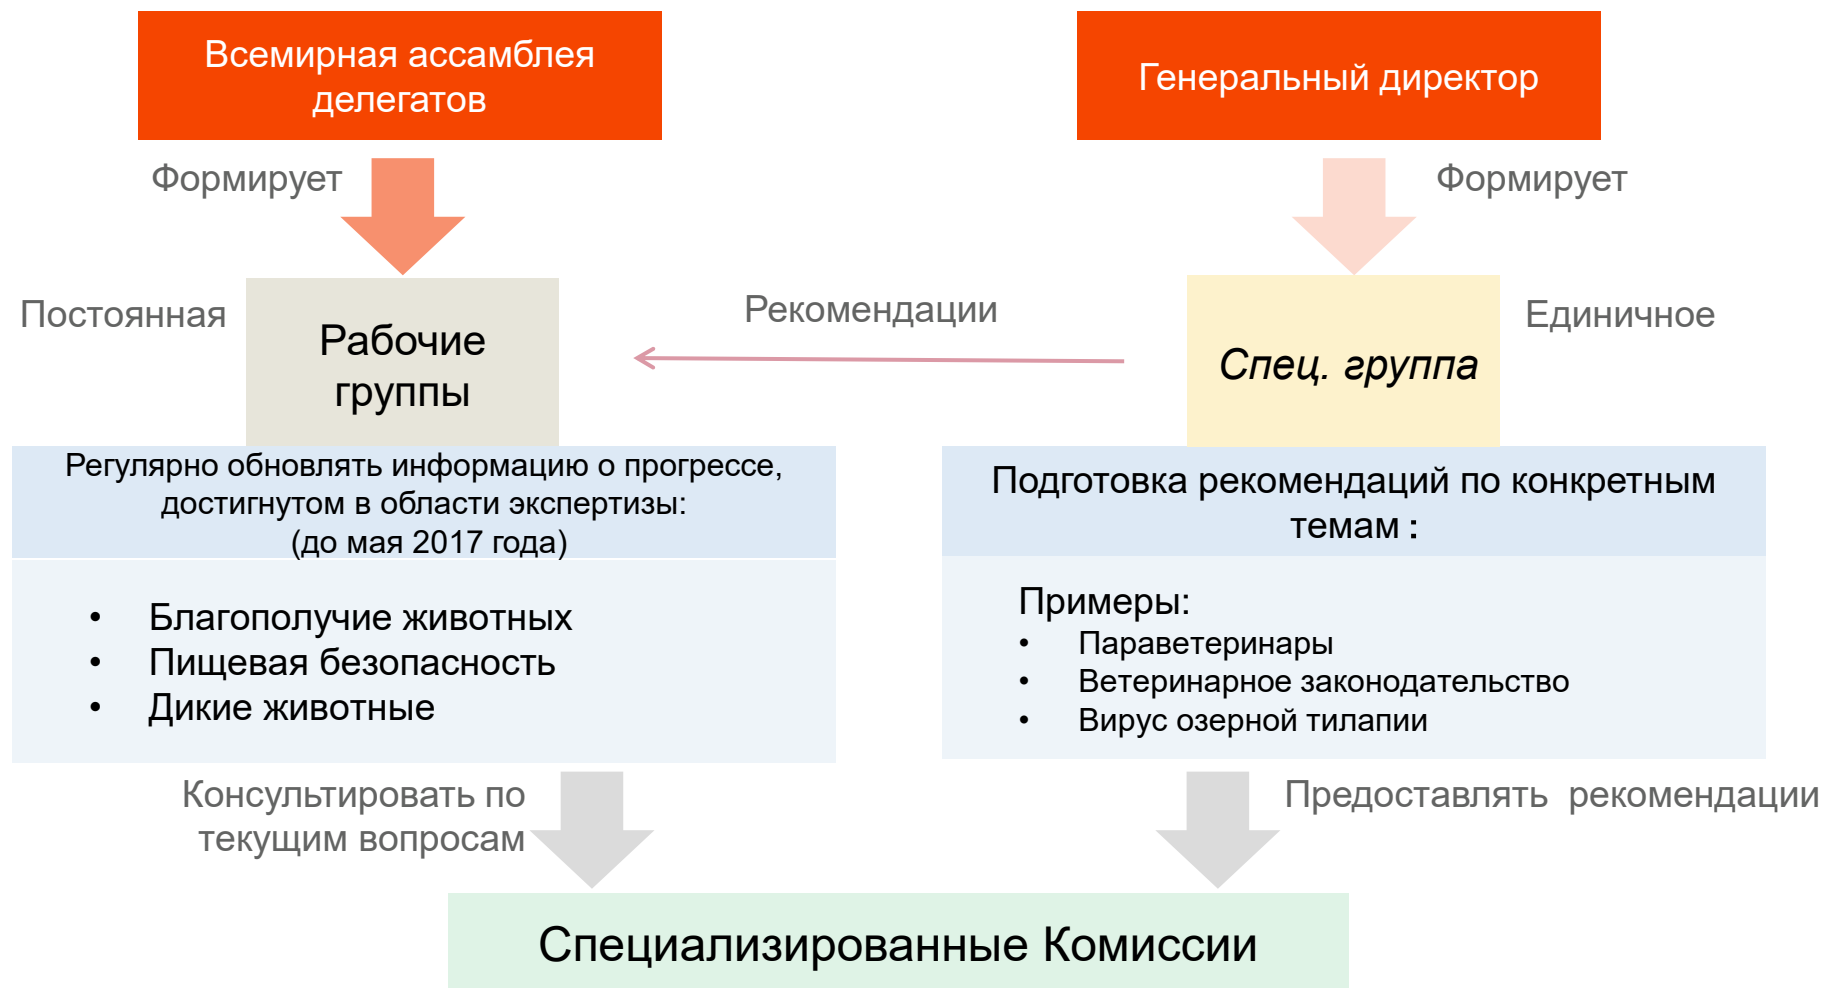 Всемирная ассамблея
делегатов
Генеральный директор
Формирует
Формирует
Постоянная
Рабочие
группы
Рекомендации
Спец. группа
Единичное
Регулярно обновлять информацию о прогрессе,
достигнутом в области экспертизы:
(до мая 2017 года)
• Благополучие животных
• Пищевая безопасность
• Дикие животные
Подготовка рекомендаций по конкретным
темам :
Примеры:
• Параветеринары
• Ветеринарное законодательство
• Вирус озерной тилапии
Консультировать по
текущим вопросам
Предоставлять рекомендации
Специализированные Комиссии